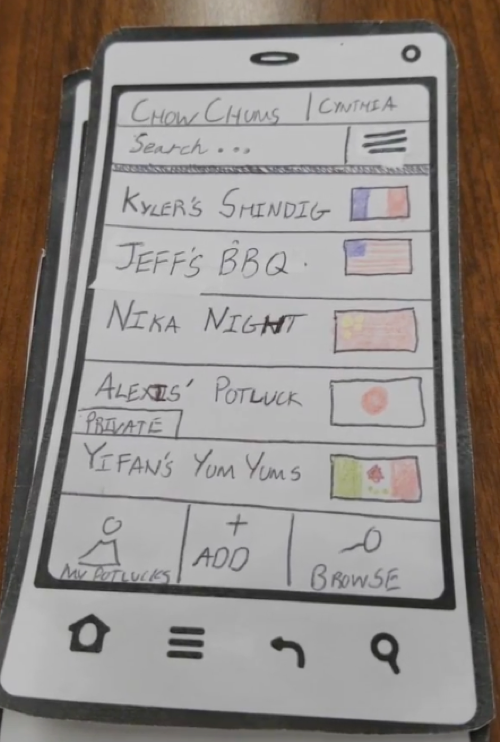 CHOW CHUMS | CYNTHIA
Search ...
KYLER'S SHINDIG
JEFF'S BBQ
NIKA NIGHT
ALEXIS' POTLUCK
PRIVATE
YIFAN'S YUM YUMS
MY POTLUCKS
+ ADD
BROWSE